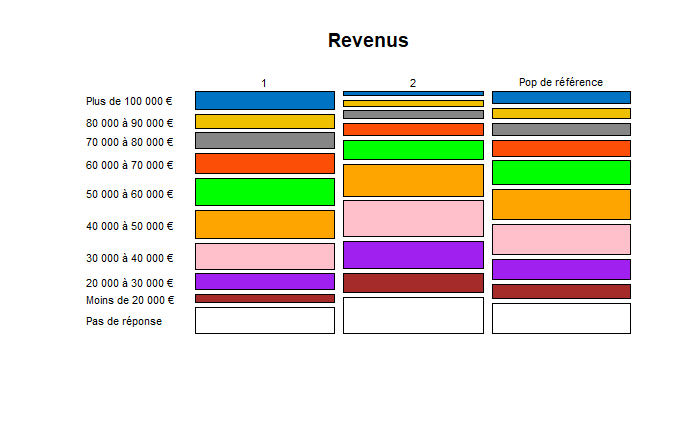 Revenus
1 2 Pop de référence
Plus de 100 000 €
80 000 à 90 000 €
70 000 à 80 000 €
60 000 à 70 000 €
50 000 à 60 000 €
40 000 à 50 000 €
30 000 à 40 000 €
20 000 à 30 000 €
Moins de 20 000 €
Pas de réponse